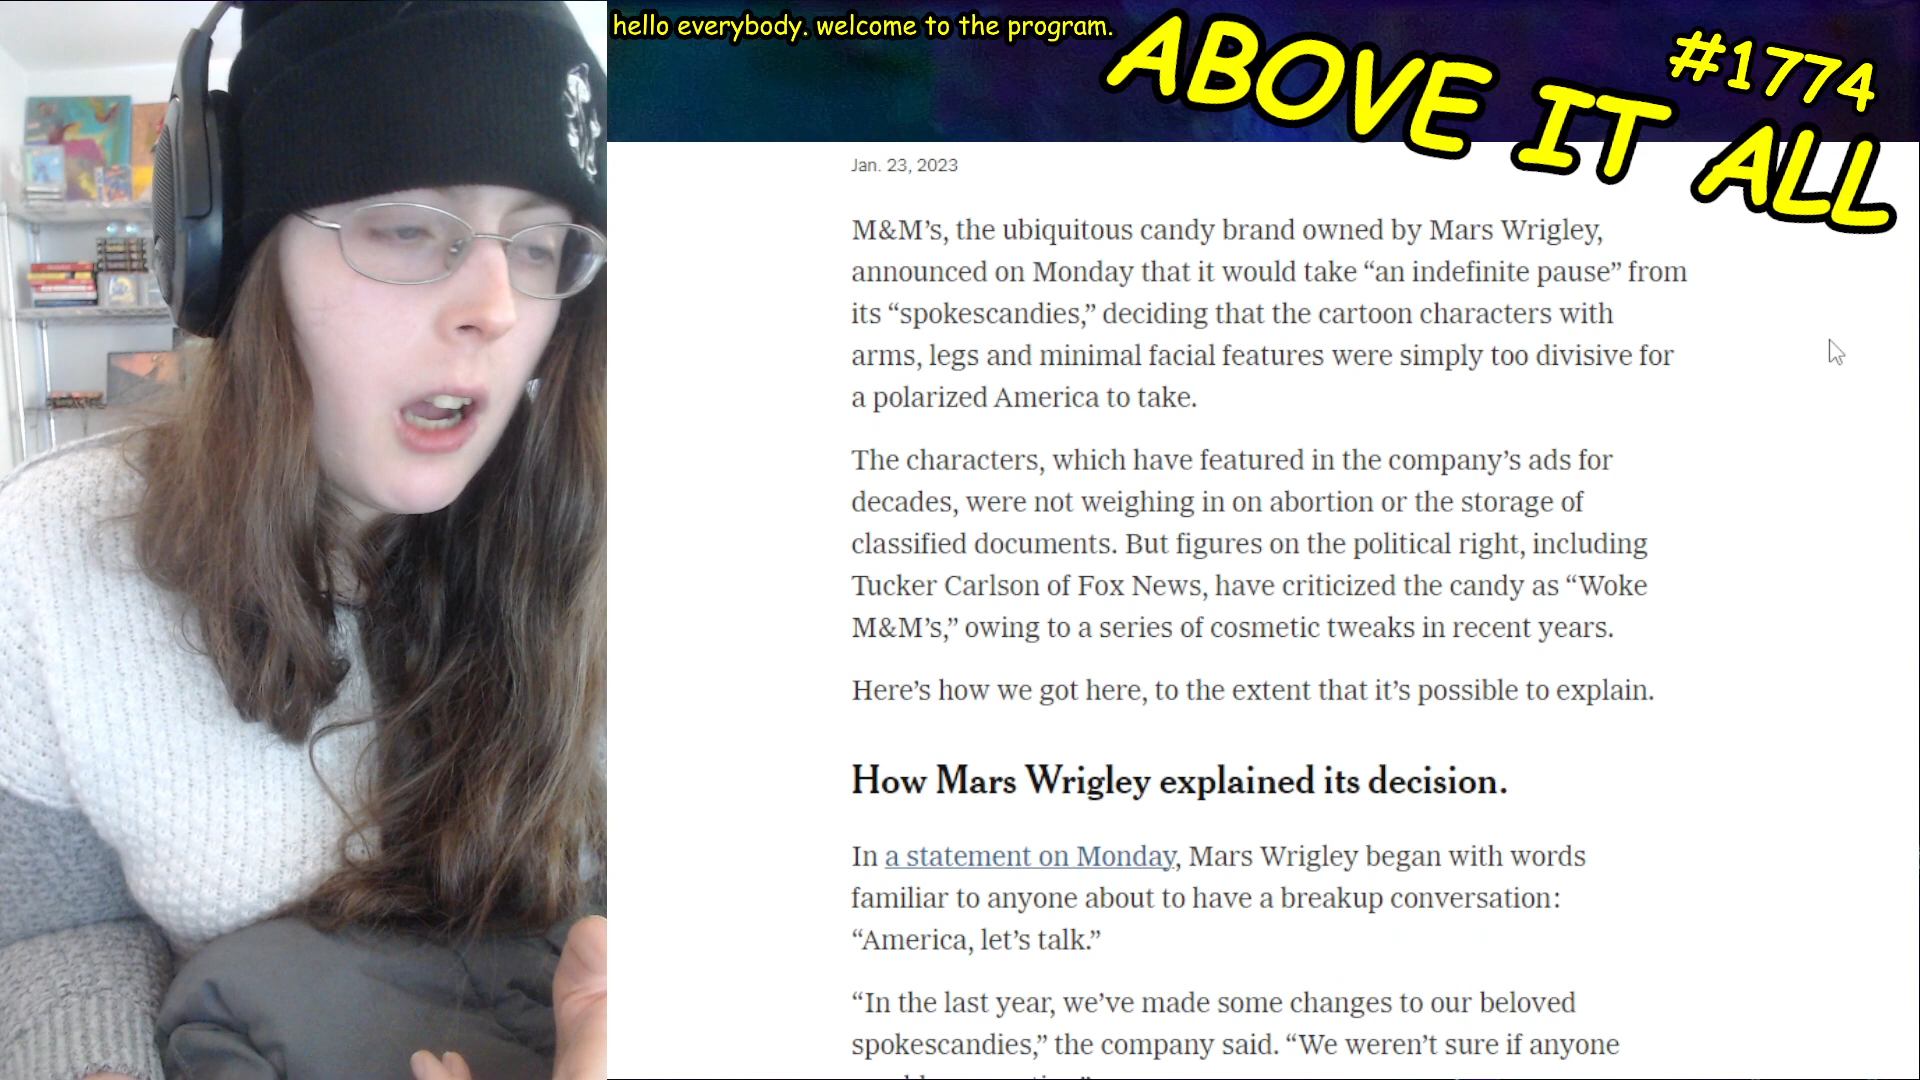 hello everybody. welcome to the program.
ABOVE IT ALL
#1774
Jan. 23, 2023
M&M’s, the ubiquitous candy brand owned by Mars Wrigley,
announced on Monday that it would take “an indefinite pause” from
its “spokescandies,” deciding that the cartoon characters with
arms, legs and minimal facial features were simply too divisive for
a polarized America to take.
The characters, which have featured in the company’s ads for
decades, were not weighing in on abortion or the storage of
classified documents. But figures on the political right, including
Tucker Carlson of Fox News, have criticized the candy as “Woke
M&M’s,” owing to a series of cosmetic tweaks in recent years.
Here’s how we got here, to the extent that it’s possible to explain.
How Mars Wrigley explained its decision.
In a statement on Monday, Mars Wrigley began with words
familiar to anyone about to have a breakup conversation:
“America, let’s talk.”
“In the last year, we’ve made some changes to our beloved
spokescandies,” the company said. “We weren’t sure if anyone